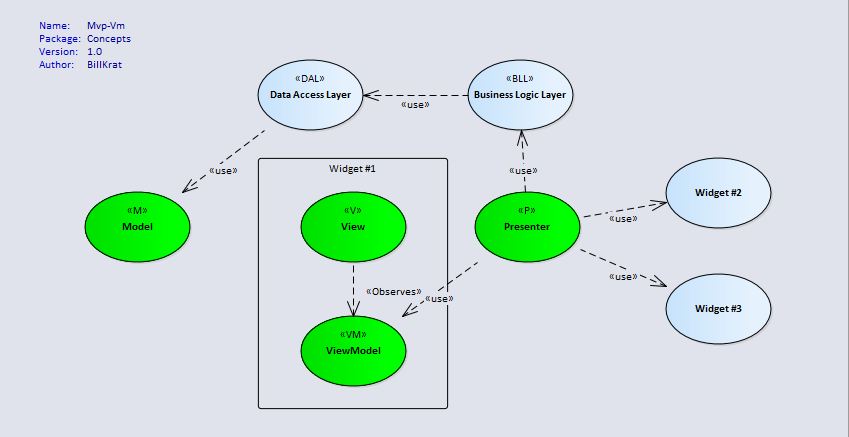 Name: Mvp-Vm
Package: Concepts
Version: 1.0
Author: BillKrat
«DAL»
Data Access Layer
«use»
«BLL»
Business Logic Layer
«use»
«use»
Widget #1
«M»
Model
«V»
View
«P»
Presenter
Widget #2
«use»
«use»
«Observes»
«use»
Widget #3
«VM»
ViewModel